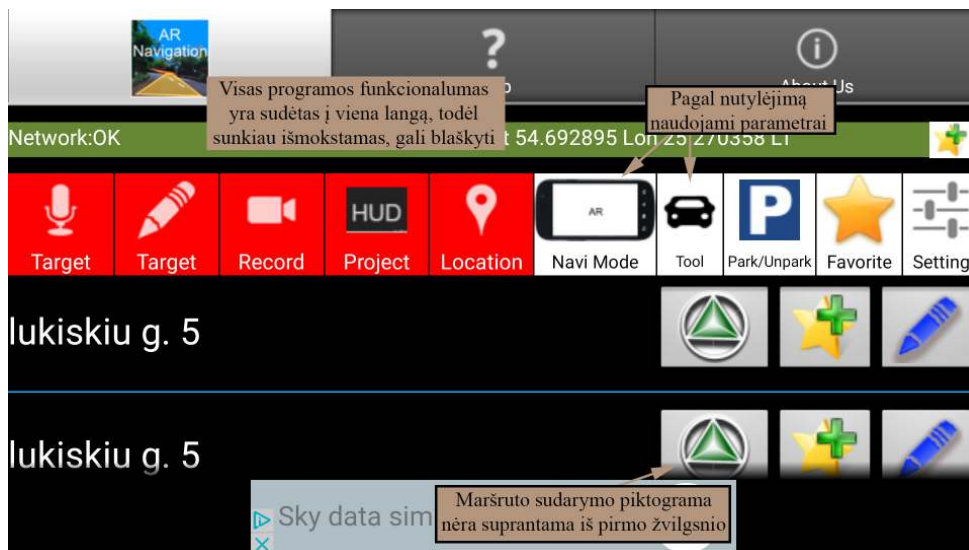 AR
Navigation
?
Visas programos funkcionalumas
yra sudėtas į viena langą, todėl
sunkiau išmokstamas, gali blaškyti
Pagal nutylėjimą
naudojami parametrai
Us
Network:OK
54.692895 Lon 25.270358 LT
HUD
AR
P
Target
Target
Record
Project
Location
Navi Mode
Tool
Park/Unpark
Favorite
Setting
lukiskiu g. 5
lukiskiu g. 5
Sky data sim
Maršruto sudarymo piktograma
nėra suprantama iš pirmo žvilgsnio